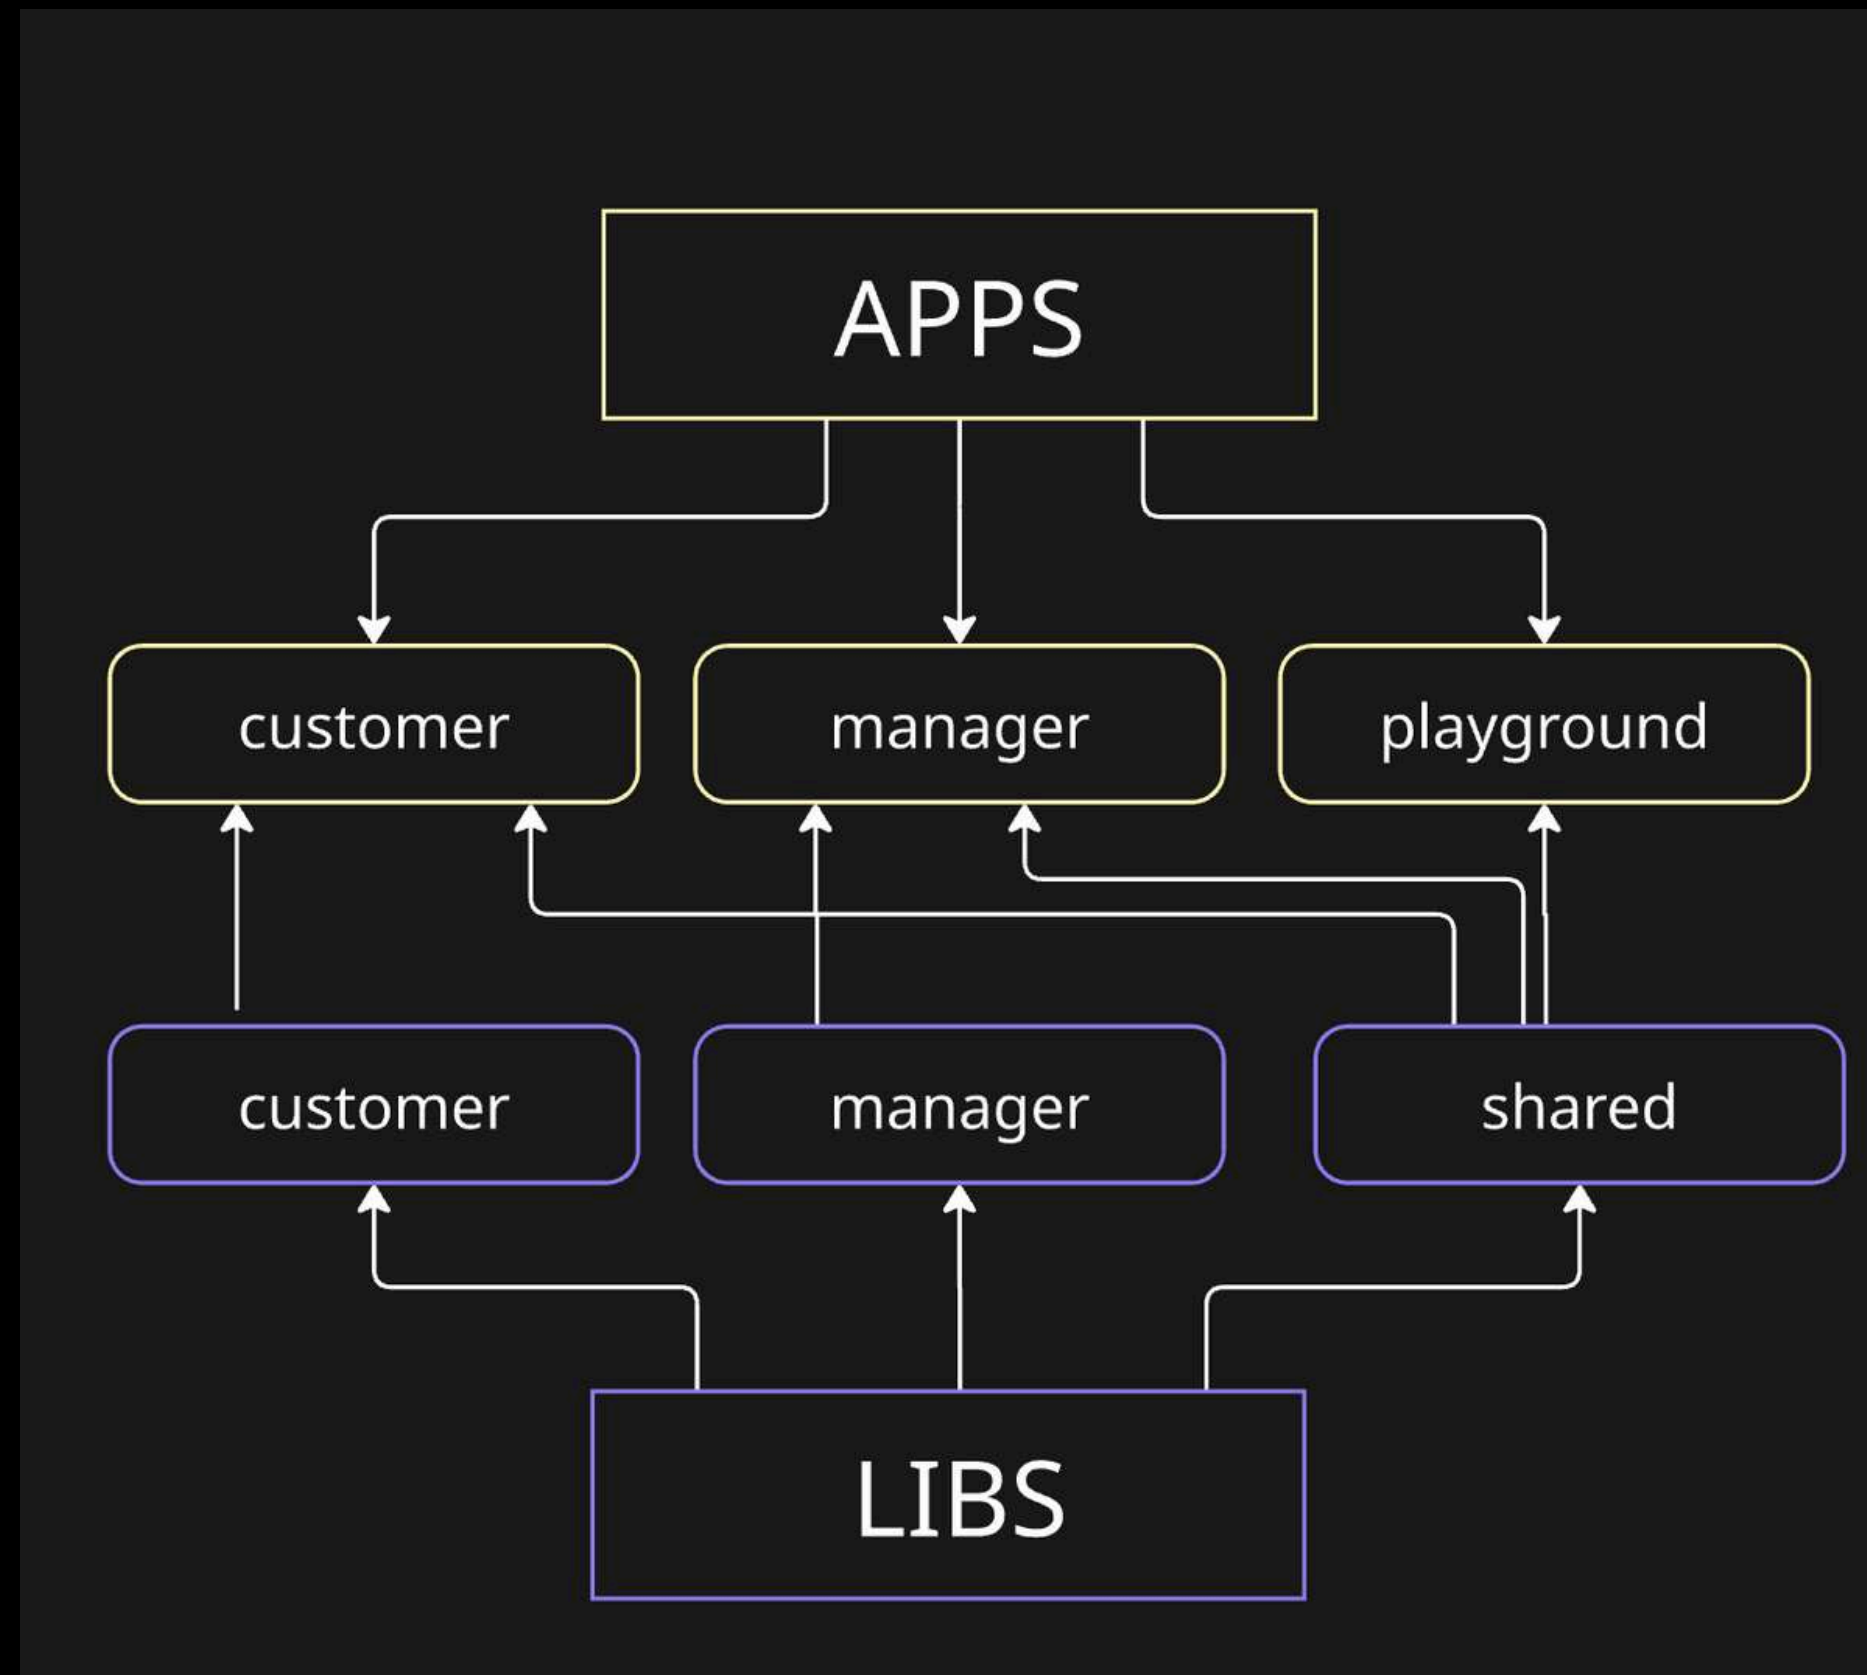 APPS
customer
manager
playground
customer
manager
shared
LIBS